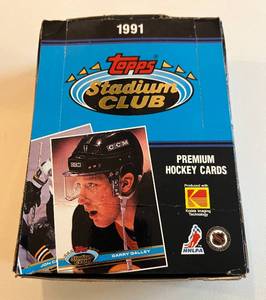 1991
Topps
Stadium
CLUB
CCM
PREMIUM
HOCKEY CARDS
Produced with
Kodak Imaging
Technology
NHLPA
GARRY GALLEY